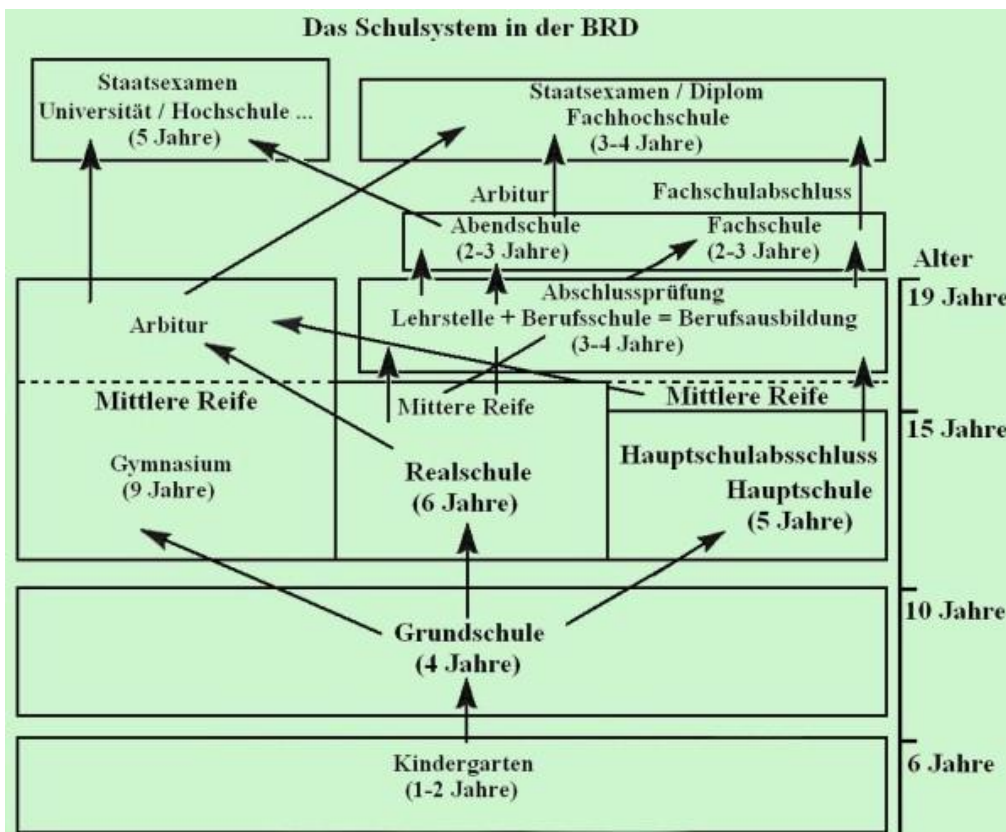 Das Schulsystem in der BRD
Staatsexamen
Universität / Hochschule ...
(5 Jahre)
Staatsexamen / Diplom
Fachhochschule
(3-4 Jahre)
Arbitur
Fachschulabschluss
Abendschule
(2-3 Jahre)
Fachschule
(2-3 Jahre)
Alter
19 Jahre
Abschlussprüfung
Lehrstelle + Berufsschule = Berufsausbildung
(3-4 Jahre)
Arbitur
Mittlere Reife
Mittere Reife
Mittlere Reife
15 Jahre
Gymnasium
(9 Jahre)
Realschule
(6 Jahre)
Hauptschulabsschluss
Hauptschule
(5 Jahre)
10 Jahre
Grundschule
(4 Jahre)
6 Jahre
Kindergarten
(1-2 Jahre)